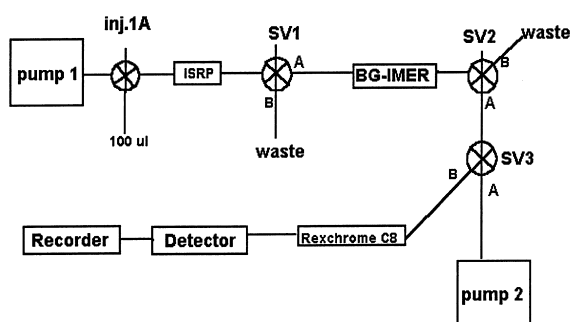 inj.1A
pump 1
ISRP
100 ul
SV1
A
B
waste
BG-IMER
SV2
waste
B
A
SV3
B
A
Recorder
Detector
Rexchrome C8
pump 2